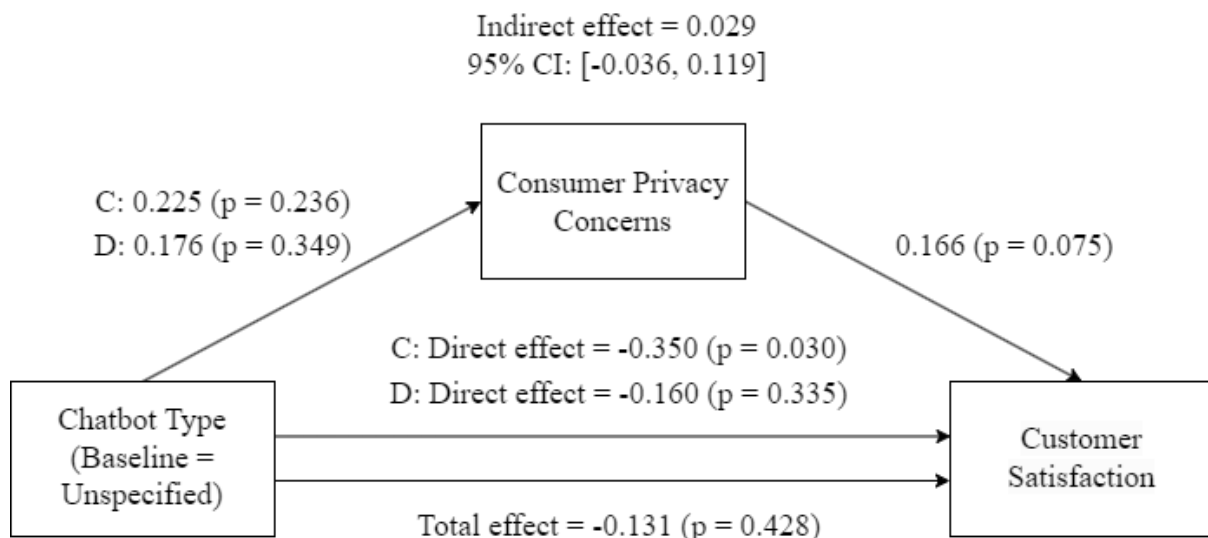 Indirect effect = 0.029
95% CI: [-0.036, 0.119]
Consumer Privacy
Concerns
C: 0.225 (p = 0.236)
D: 0.176 (p = 0.349)
0.166 (p = 0.075)
C: Direct effect = -0.350 (p = 0.030)
D: Direct effect = -0.160 (p = 0.335)
Chatbot Type
(Baseline =
Unspecified)
Customer
Satisfaction
Total effect = -0.131 (p = 0.428)